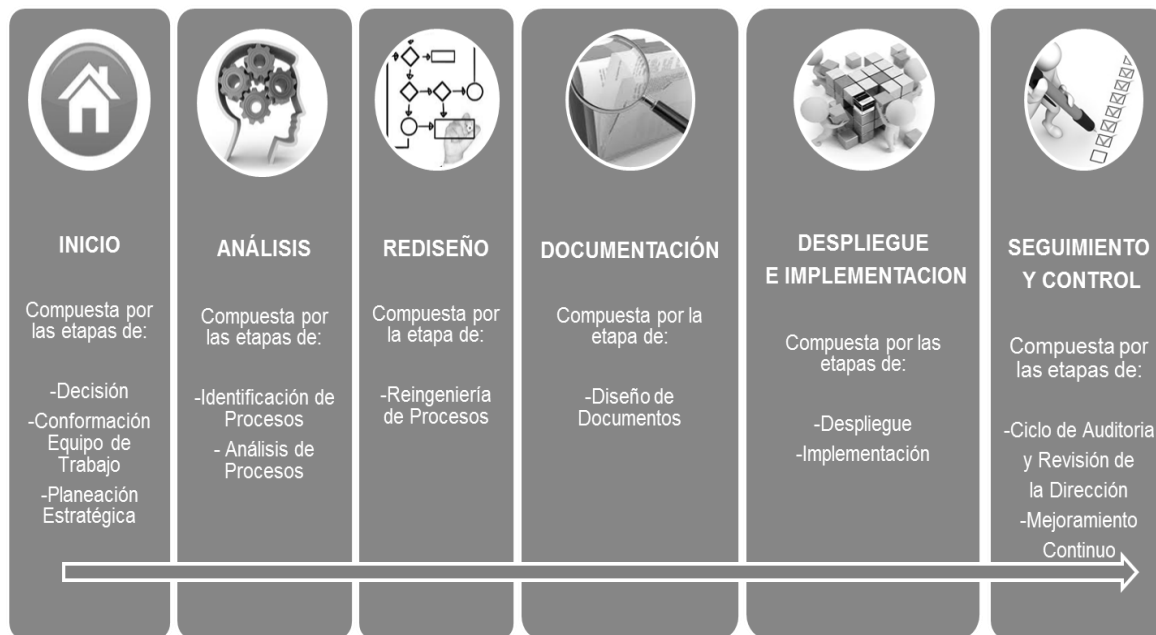 INICIO
Compuesta por
las etapas de:
-Decisión
-Conformación
Equipo de
Trabajo
-Planeación
Estratégica
ANÁLISIS
Compuesta por
las etapas de:
-Identificación de
Procesos
- Análisis de
Procesos
REDISEÑO
Compuesta por
la etapa de:
-Reingeniería
de Procesos
DOCUMENTACIÓN
Compuesta por la
etapa de:
-Diseño de
Documentos
DESPLIEGUE
E IMPLEMENTACION
Compuesta por las
etapas de:
-Despliegue
-Implementación
SEGUIMIENTO
Y CONTROL
Compuesta por
las etapas de:
-Ciclo de Auditoria
y Revisión de
la Dirección
-Mejoramiento
Continuo